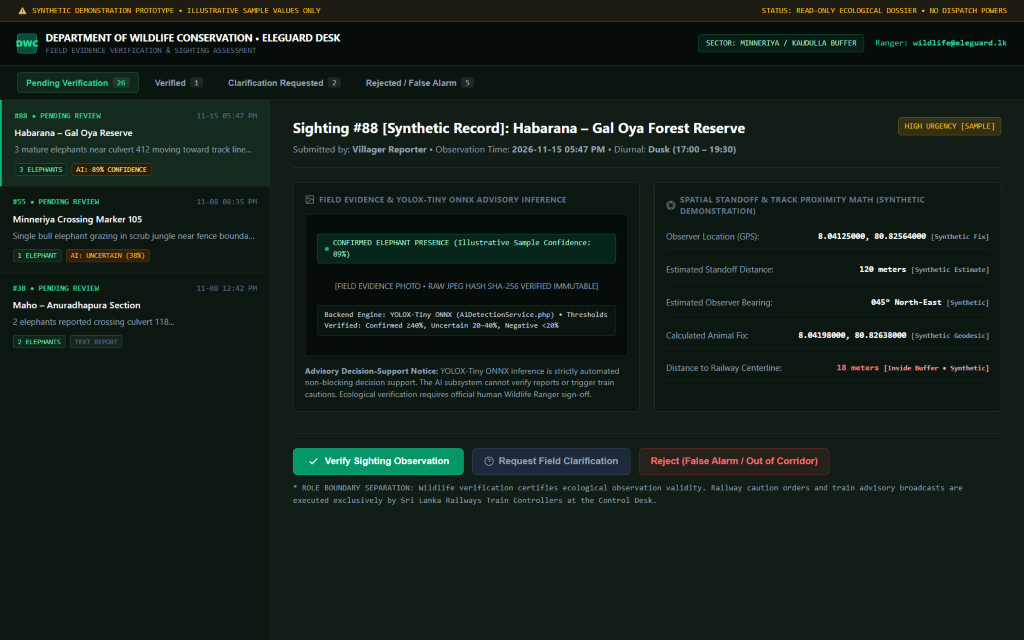 SYNTHETIC DEMONSTRATION PROTOTYPE • ILLUSTRATIVE SAMPLE VALUES ONLY
STATUS: READ-ONLY ECOLOGICAL DOSSIER • NO DISPATCH POWERS
DWC
DEPARTMENT OF WILDLIFE CONSERVATION • ELEGUARD DESK
FIELD EVIDENCE VERIFICATION & SIGHTING ASSESSMENT
SECTOR: MINNERIYA / KAUDULLA BUFFER
Ranger: wildlife@eleguard.lk
Pending Verification 26
Verified 1
Clarification Requested 2
Rejected / False Alarm 5
#88 • PENDING REVIEW
11-15 05:47 PM
Habarana – Gal Oya Reserve
3 mature elephants near culvert 412 moving toward track line...
3 ELEPHANTS
AI: 89% CONFIDENCE
#55 • PENDING REVIEW
11-08 08:35 PM
Minneriya Crossing Marker 105
Single bull elephant grazing in scrub jungle near fence bounda...
1 ELEPHANT
AI: UNCERTAIN (38%)
#38 • PENDING REVIEW
11-08 12:42 PM
Maho – Anuradhapura Section
2 elephants reported crossing culvert 118...
2 ELEPHANTS
TEXT REPORT
Sighting #88 [Synthetic Record]: Habarana – Gal Oya Forest Reserve
Submitted by: Villager Reporter • Observation Time: 2026-11-15 05:47 PM • Diurnal: Dusk (17:00 – 19:30)
HIGH URGENCY [SAMPLE]
FIELD EVIDENCE & YOLOX-TINY ONNX ADVISORY INFERENCE
CONFIRMED ELEPHANT PRESENCE (Illustrative Sample Confidence:
89%)
[FIELD EVIDENCE PHOTO • RAW JPEG HASH SHA-256 VERIFIED IMMUTABLE]
Backend Engine: YOLOX-Tiny ONNX (AiDetectionService.php) • Thresholds
Verified: Confirmed ≥40%, Uncertain 20–40%, Negative <20%
Advisory Decision-Support Notice: YOLOX-Tiny ONNX inference is strictly automated
non-blocking decision support. The AI subsystem cannot verify reports or trigger train
cautions. Ecological verification requires official human Wildlife Ranger sign-off.
SPATIAL STANDOFF & TRACK PROXIMITY MATH (SYNTHETIC
DEMONSTRATION)
Observer Location (GPS): 8.04125000, 80.82564000 [Synthetic Fix]
Estimated Standoff Distance: 120 meters [Synthetic Estimate]
Estimated Observer Bearing: 045° North-East [Synthetic]
Calculated Animal Fix: 8.04198000, 80.82638000 [Synthetic Geodesic]
Distance to Railway Centerline: 18 meters [Inside Buffer • Synthetic]
Verify Sighting Observation
Request Field Clarification
Reject (False Alarm / Out of Corridor)
* ROLE BOUNDARY SEPARATION: Wildlife verification certifies ecological observation validity. Railway caution orders and train advisory broadcasts are
executed exclusively by Sri Lanka Railways Train Controllers at the Control Desk.